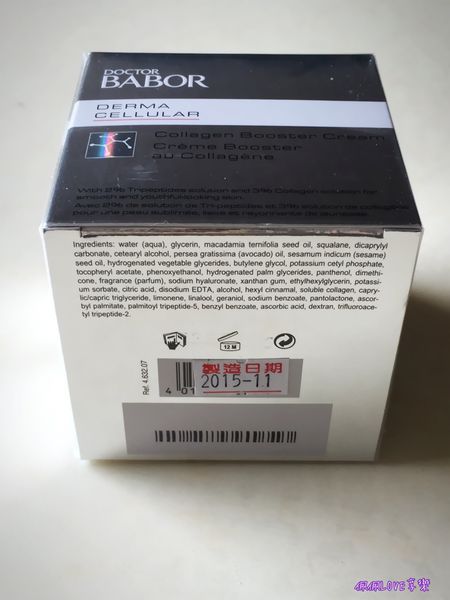 DOCTOR
BABOR
DERMA
CELLULAR
Collagen Booster Cream
Crème Booster
au Collagène
With 2% Tripeptides solution and 3% Collagen solution for
smooth and youthful-looking skin.
Avec 2% de solution de Tri-peptides et 3% de solution de collagène
pour une peau sublimée, lisse et rayonnante de jeunesse.
Ingredients: water (aqua), glycerin, macadamia ternifolia seed oil, squalane, dicaprylyl
carbonate, cetearyl alcohol, persea gratissima (avocado) oil, sesamum indicum (sesame)
seed oil, hydrogenated vegetable glycerides, butylene glycol, potassium cetyl phosphate,
tocopheryl acetate, phenoxyethanol, hydrogenated palm glycerides, panthenol, dimethi-
cone, fragrance (parfum), sodium hyaluronate, xanthan gum, ethylhexylglycerin, potassi-
um sorbate, citric acid, disodium EDTA, alcohol, hexyl cinnamal, soluble collagen, capry-
lic/capric triglyceride, limonene, linalool, geraniol, sodium benzoate, pantolactone, ascor-
byl palmitate, palmitoyl tripeptide-5, benzyl benzoate, ascorbic acid, dextran, trifluoroace-
tyl tripeptide-2.
12 M
Ref. 4.632.07
製造日期
2015-11
4 01
LOVE享樂